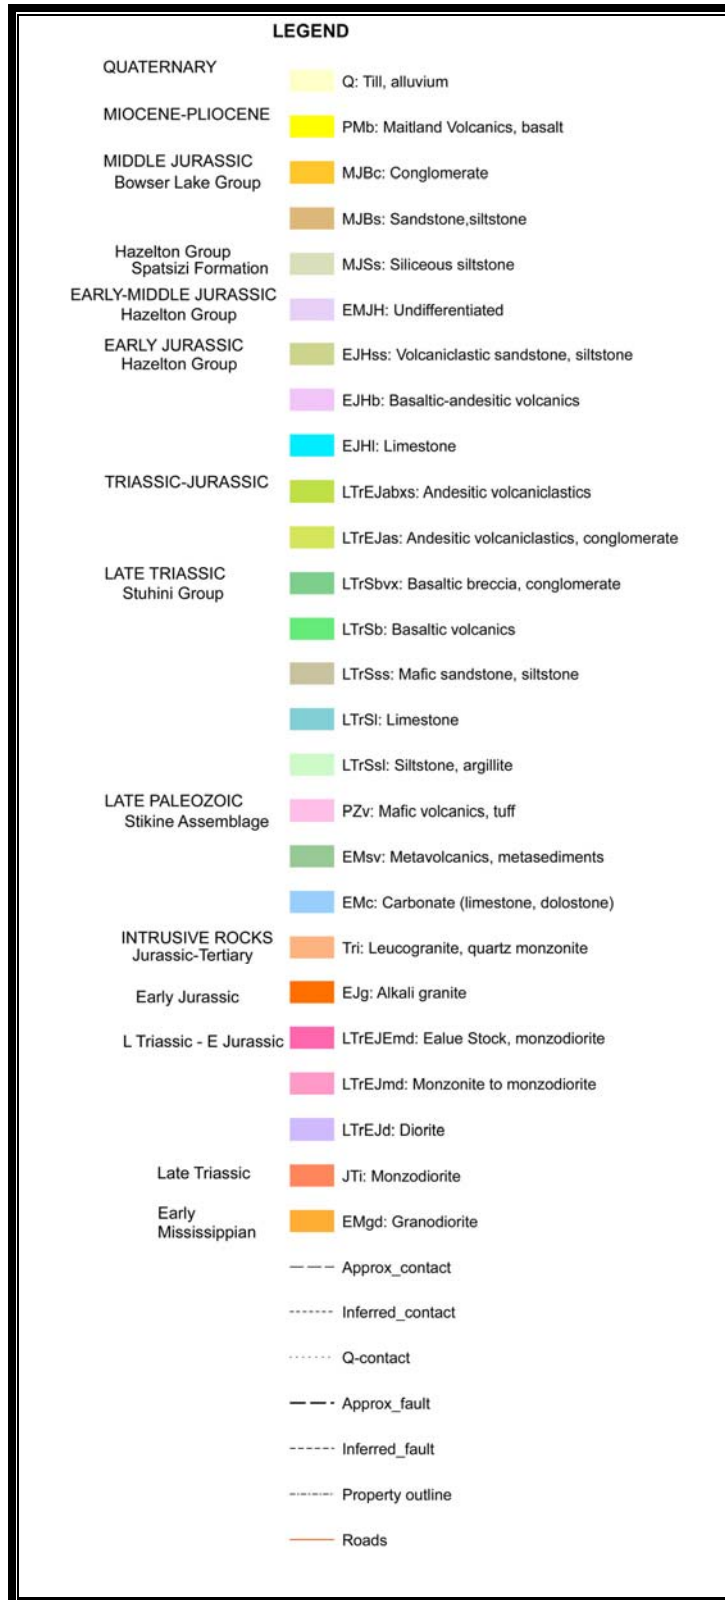 LEGEND
QUATERNARY
Q: Till, alluvium
MIOCENE-PLIOCENE
PMb: Maitland Volcanics, basalt
MIDDLE JURASSIC
Bowser Lake Group
MJBc: Conglomerate
MJBs: Sandstone,siltstone
Hazelton Group
Spatsizi Formation
MJSs: Siliceous siltstone
EARLY-MIDDLE JURASSIC
Hazelton Group
EMJH: Undifferentiated
EARLY JURASSIC
Hazelton Group
EJHss: Volcaniclastic sandstone, siltstone
EJHb: Basaltic-andesitic volcanics
EJHl: Limestone
TRIASSIC-JURASSIC
LTrEJabxs: Andesitic volcaniclastics
LTrEJas: Andesitic volcaniclastics, conglomerate
LATE TRIASSIC
Stuhini Group
LTrSbvx: Basaltic breccia, conglomerate
LTrSb: Basaltic volcanics
LTrSss: Mafic sandstone, siltstone
LTrSl: Limestone
LTrSsl: Siltstone, argillite
LATE PALEOZOIC
Stikine Assemblage
PZv: Mafic volcanics, tuff
EMsv: Metavolcanics, metasediments
EMc: Carbonate (limestone, dolostone)
INTRUSIVE ROCKS
Jurassic-Tertiary
Tri: Leucogranite, quartz monzonite
Early Jurassic
EJg: Alkali granite
L Triassic - E Jurassic
LTrEJEmd: Ealue Stock, monzodiorite
LTrEJmd: Monzonite to monzodiorite
LTrEJd: Diorite
Late Triassic
JTi: Monzodiorite
Early
Mississippian
EMgd: Granodiorite
Approx_contact
Inferred_contact
Q-contact
Approx_fault
Inferred_fault
Property outline
Roads